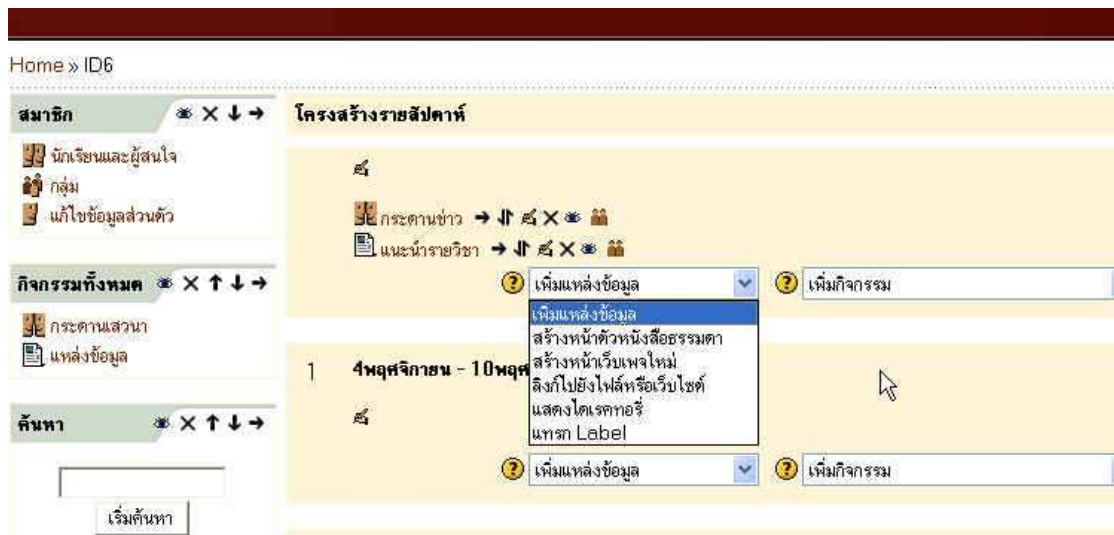 Home » ID6
สมาชิก
นักเรียนและผู้สนใจ
กลุ่ม
แก้ไขข้อมูลส่วนตัว
กิจกรรมทั้งหมด
กระดานเสวนา
แหล่งข้อมูล
ค้นหา
เริ่มค้นหา
โครงสร้างรายสัปดาห์
กระดานข่าว
แนะนำรายวิชา
เพิ่มแหล่งข้อมูล
เพิ่มกิจกรรม
เพิ่มแหล่งข้อมูล
สร้างหน้าตัวหนังสือธรรมดา
สร้างหน้าเว็บเพจใหม่
ลิงก์ไปยังไฟล์หรือเว็บไซต์
แสดงไดเรคทอรี่
แทรก Label
1 4พฤศจิกายน - 10พฤศ
เพิ่มแหล่งข้อมูล
เพิ่มกิจกรรม